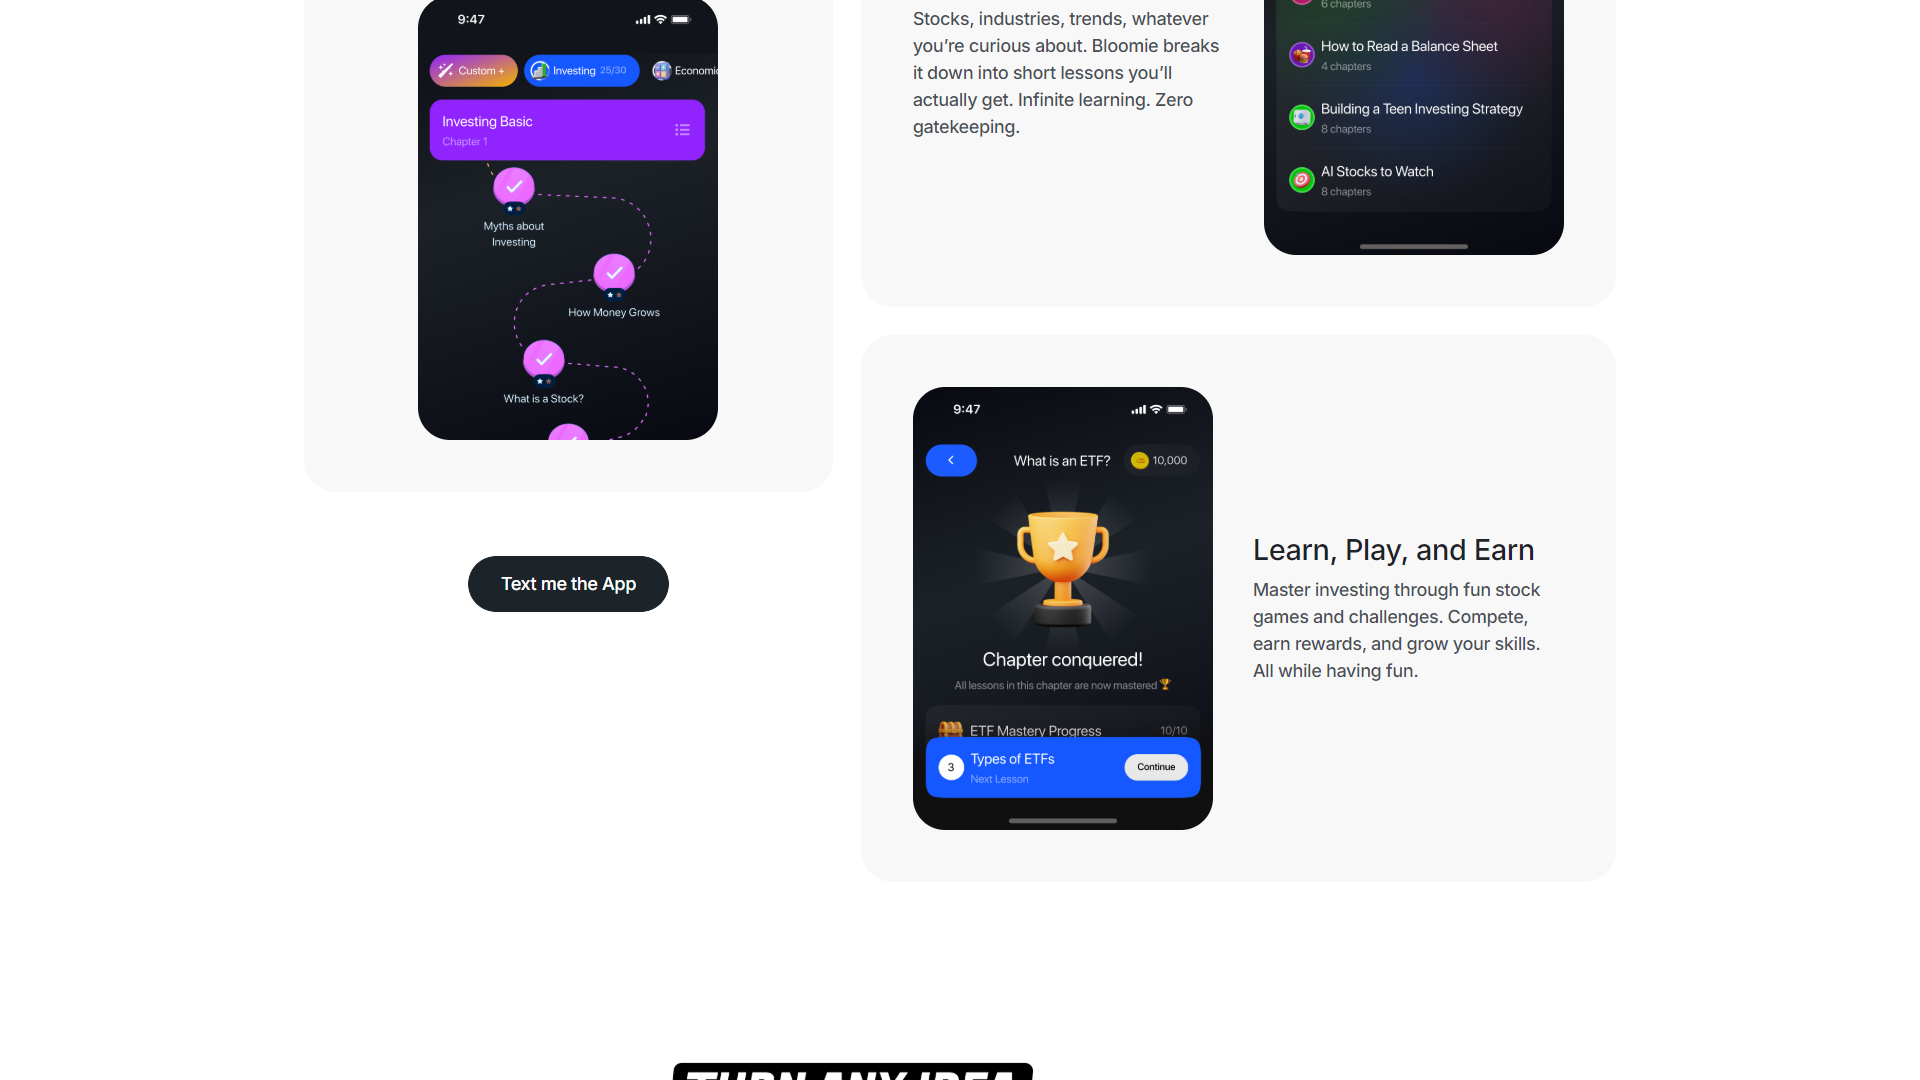 9:47
Custom +
Investing 25/30
Economic
Investing Basic
Chapter 1
Myths about
Investing
How Money Grows
What is a Stock?
Text me the App
Stocks, industries, trends, whatever
you’re curious about. Bloomie breaks
it down into short lessons you’ll
actually get. Infinite learning. Zero
gatekeeping.
6 chapters
How to Read a Balance Sheet
4 chapters
Building a Teen Investing Strategy
8 chapters
AI Stocks to Watch
8 chapters
9:47
What is an ETF?
10,000
Chapter conquered!
All lessons in this chapter are now mastered 🏆
ETF Mastery Progress
10/10
3
Types of ETFs
Next Lesson
Continue
Learn, Play, and Earn
Master investing through fun stock
games and challenges. Compete,
earn rewards, and grow your skills.
All while having fun.
TURN ANY IDEA